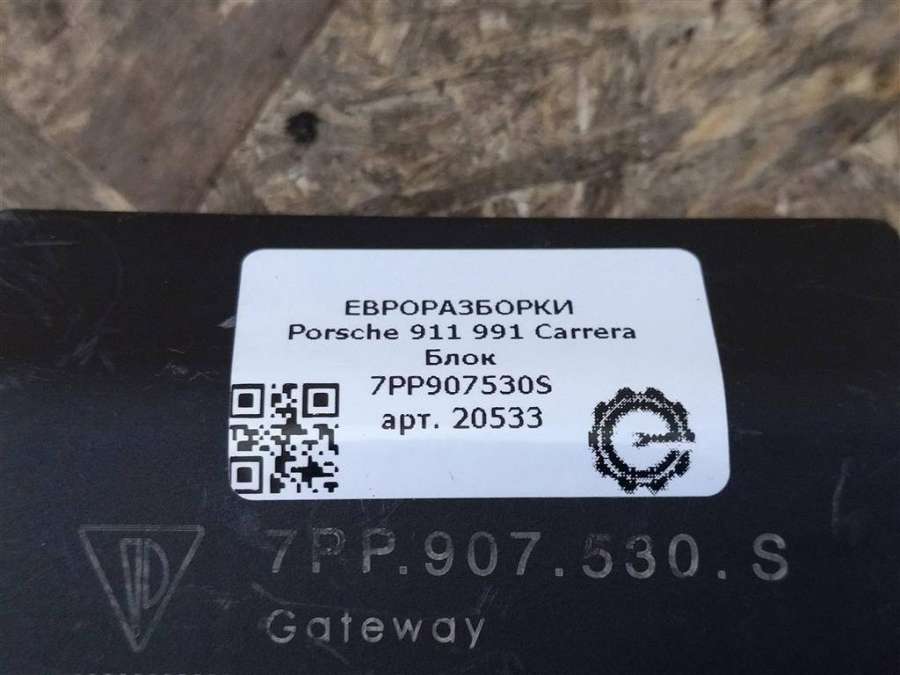 ЕВРОРАЗБОРКИ
Porsche 911 991 Carrera
Блок
7PP907530S
арт. 20533
7PP.907.530.S
Gateway